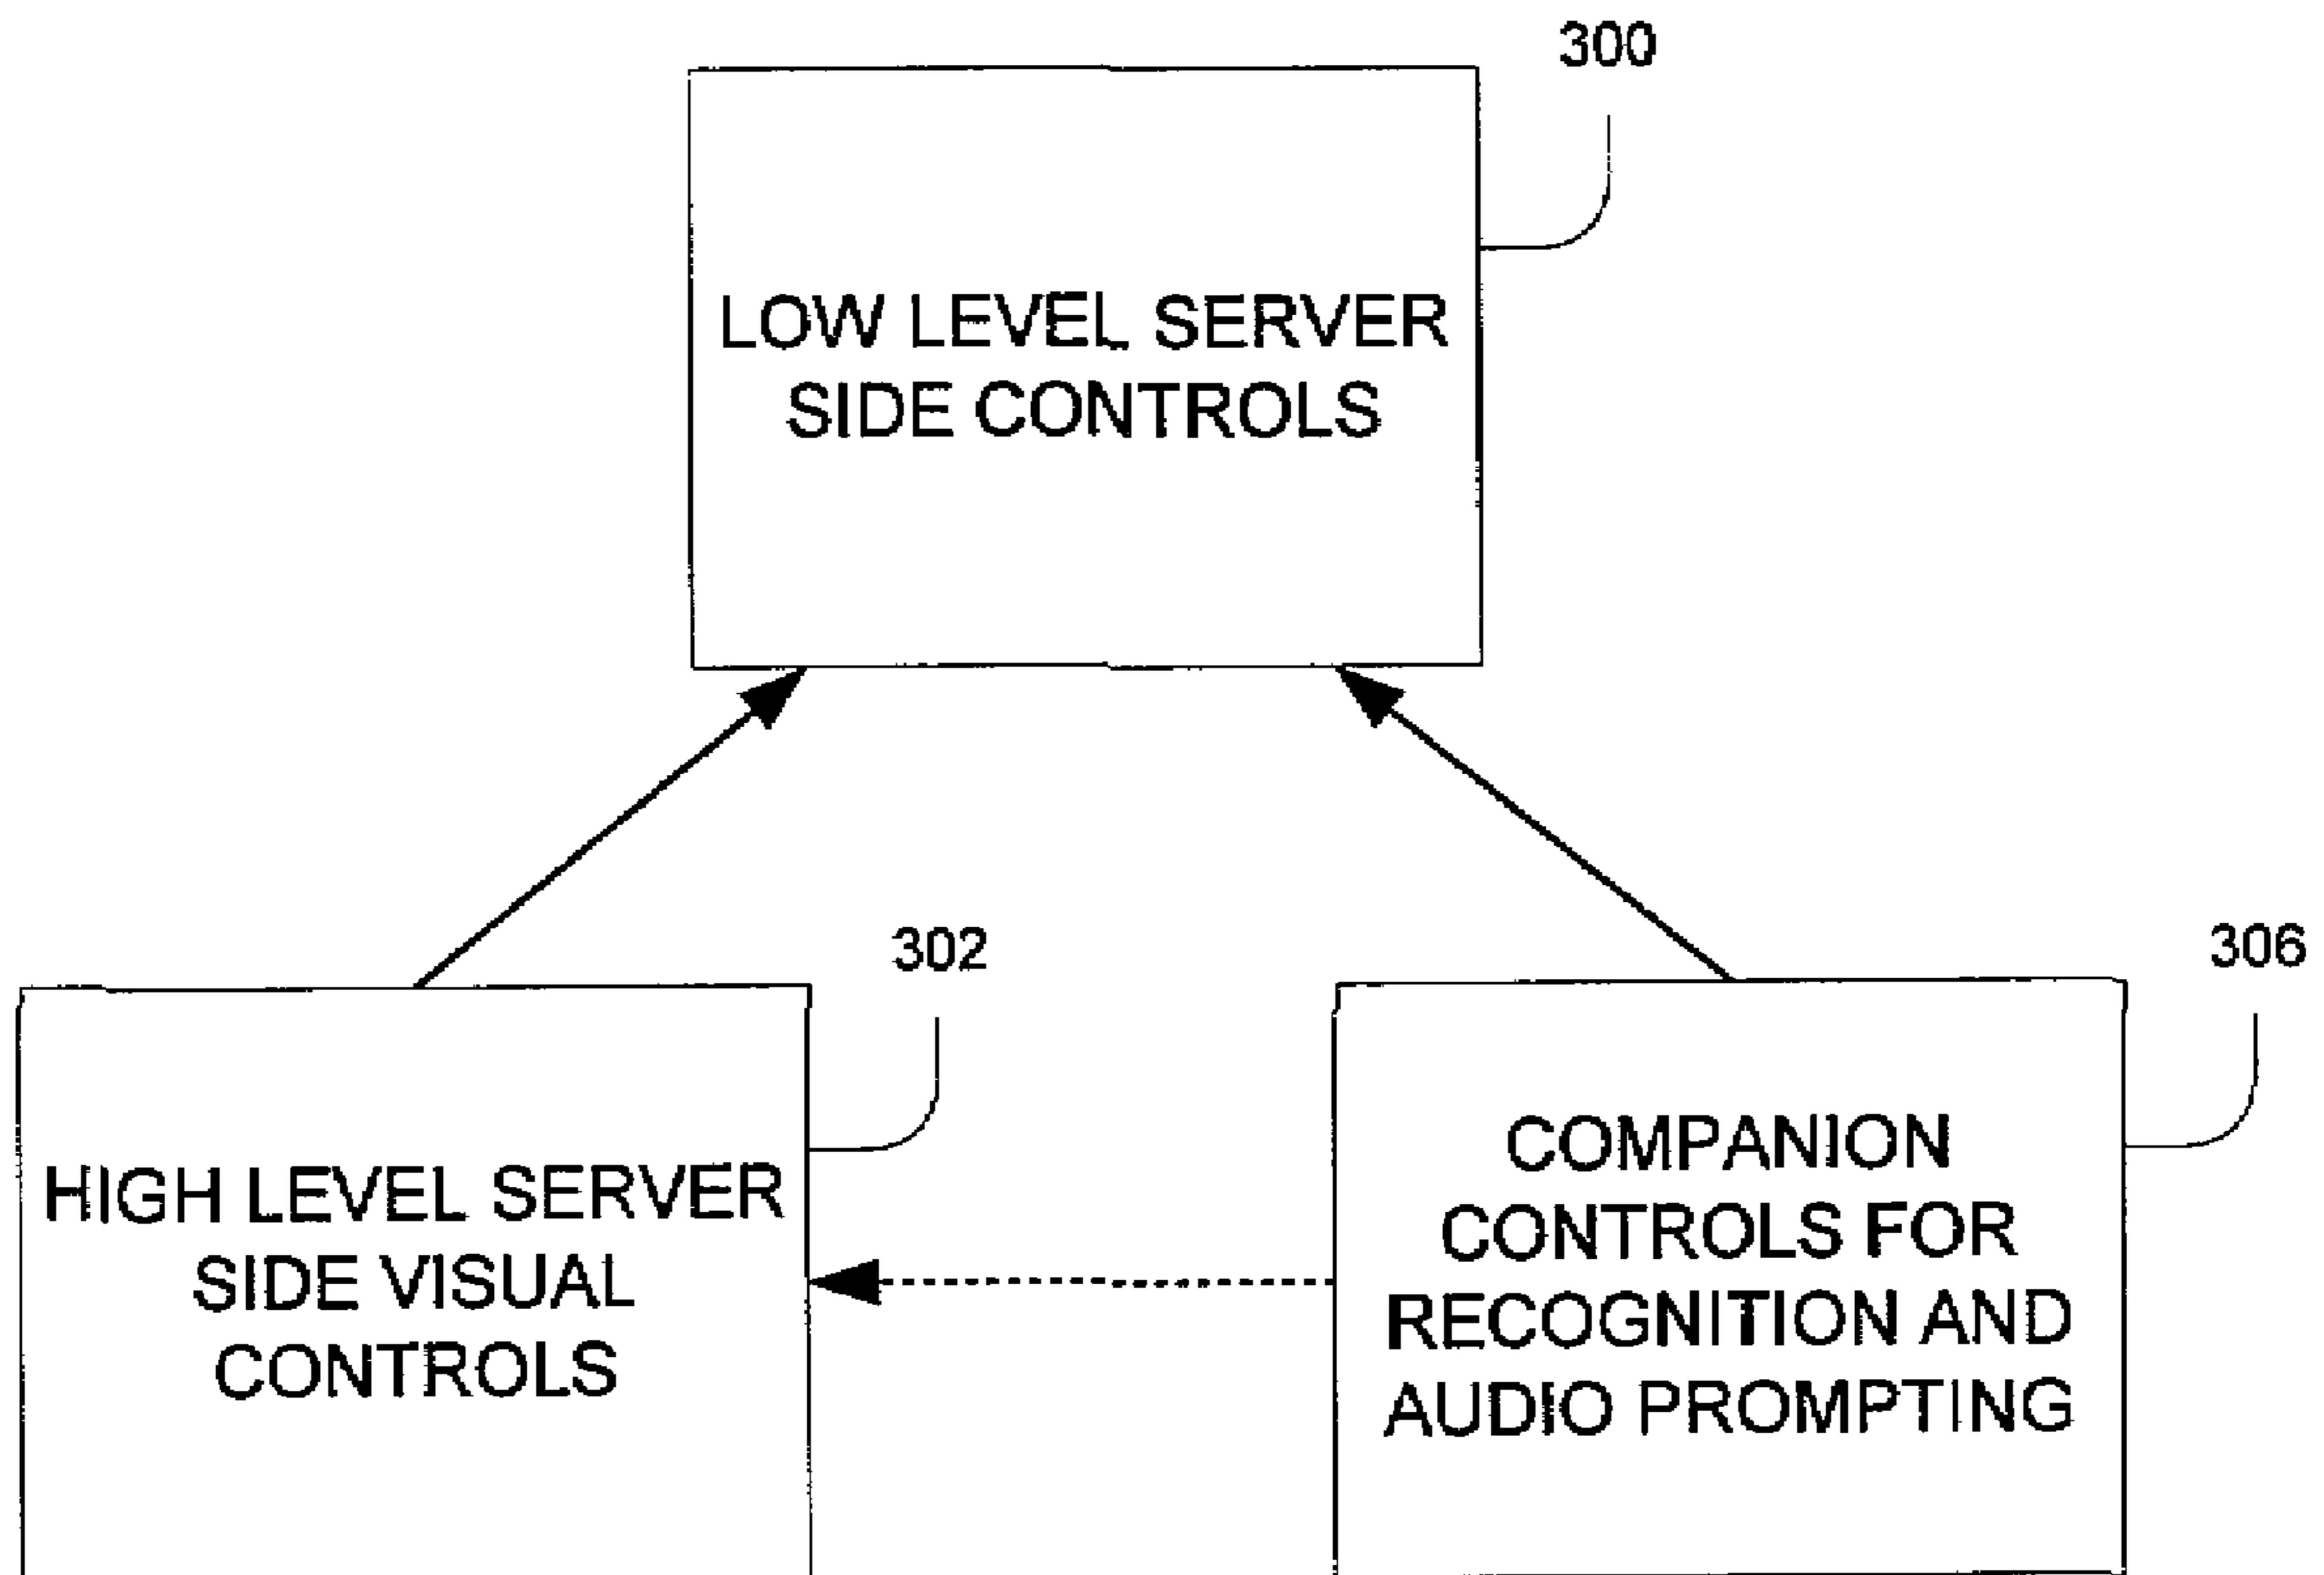 300
LOW LEVEL SERVER
SIDE CONTROLS
302
306
HIGH LEVEL SERVER
SIDE VISUAL
CONTROLS
COMPANION
CONTROLS FOR
RECOGNITION AND
AUDIO PROMPTING